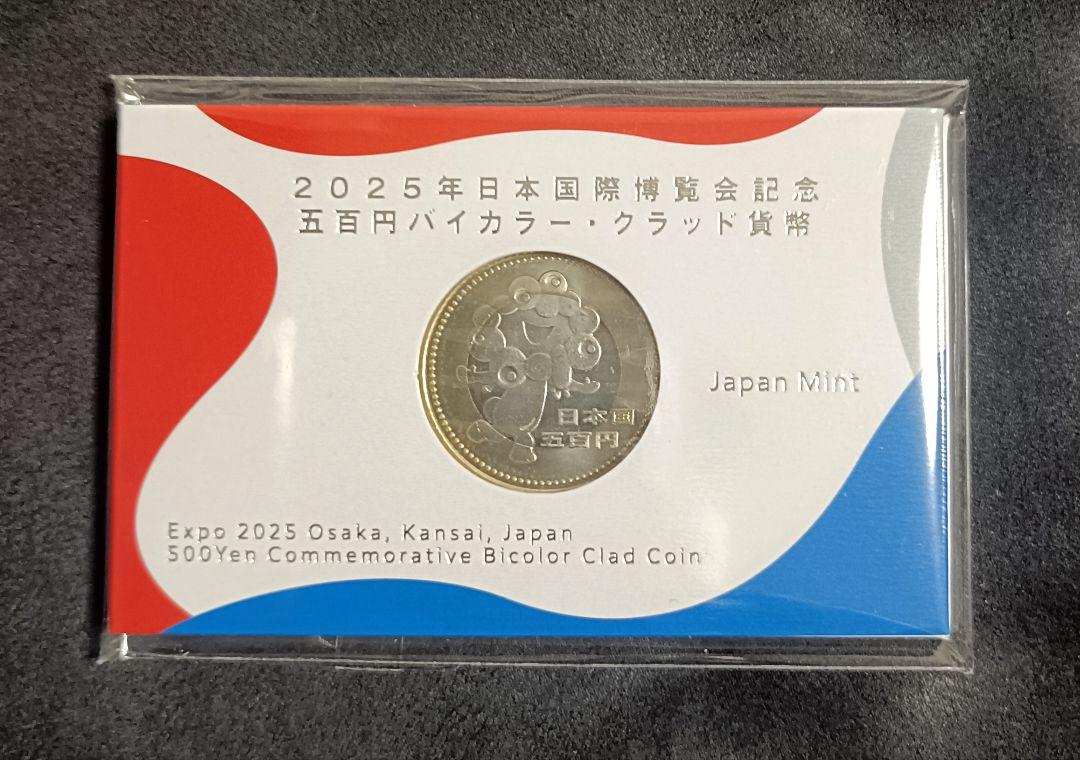 2025年日本国際博覧会記念
五百円バイカラー・クラッド貨幣
日本国
五百円
Japan Mint
Expo 2025 Osaka, Kansai, Japan
500Yen Commemorative Bicolor Clad Coin